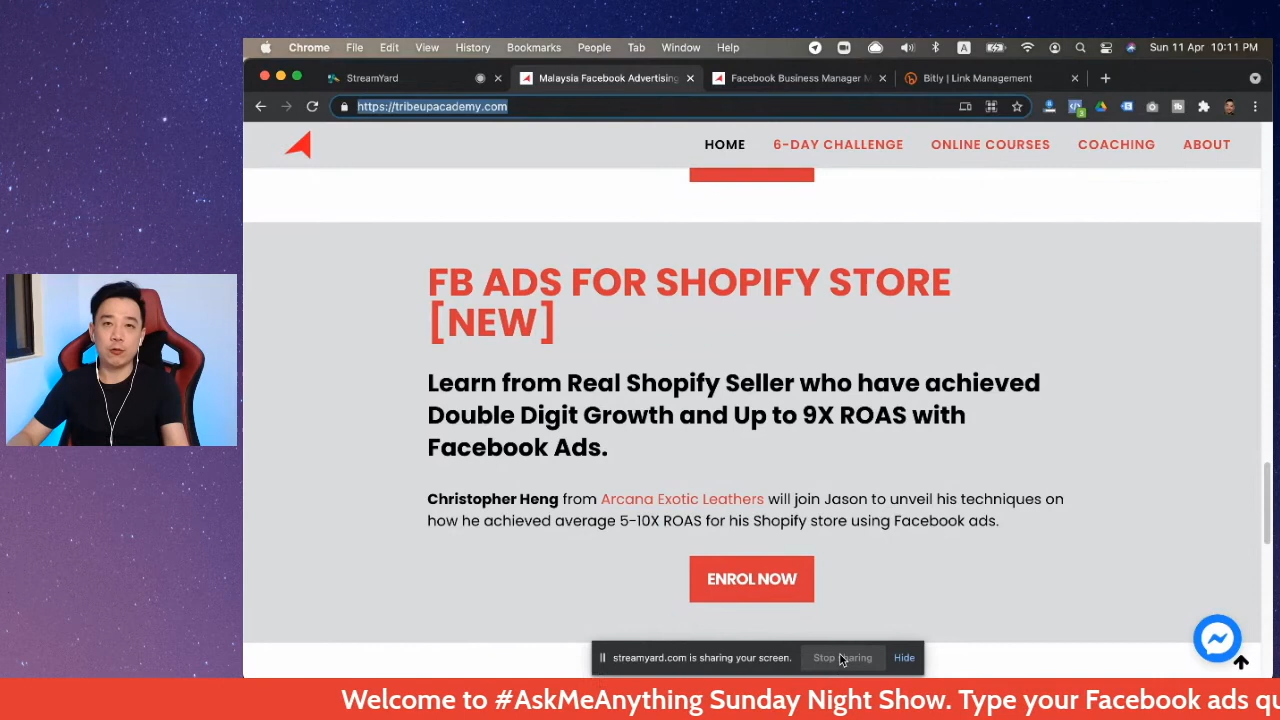 Chrome File Edit View History Bookmarks People Tab Window Help A Sun 11 Apr 10:11 PM
StreamYard Malaysia Facebook Advertising Facebook Business Manager M Bitly | Link Management
https://tribeupacademy.com
3
HOME 6-DAY CHALLENGE ONLINE COURSES COACHING ABOUT
FB ADS FOR SHOPIFY STORE
[NEW]
Learn from Real Shopify Seller who have achieved
Double Digit Growth and Up to 9X ROAS with
Facebook Ads.
Christopher Heng from Arcana Exotic Leathers will join Jason to unveil his techniques on
how he achieved average 5-10X ROAS for his Shopify store using Facebook ads.
ENROL NOW
streamyard.com is sharing your screen. Stop sharing Hide
Welcome to #AskMeAnything Sunday Night Show. Type your Facebook ads qu